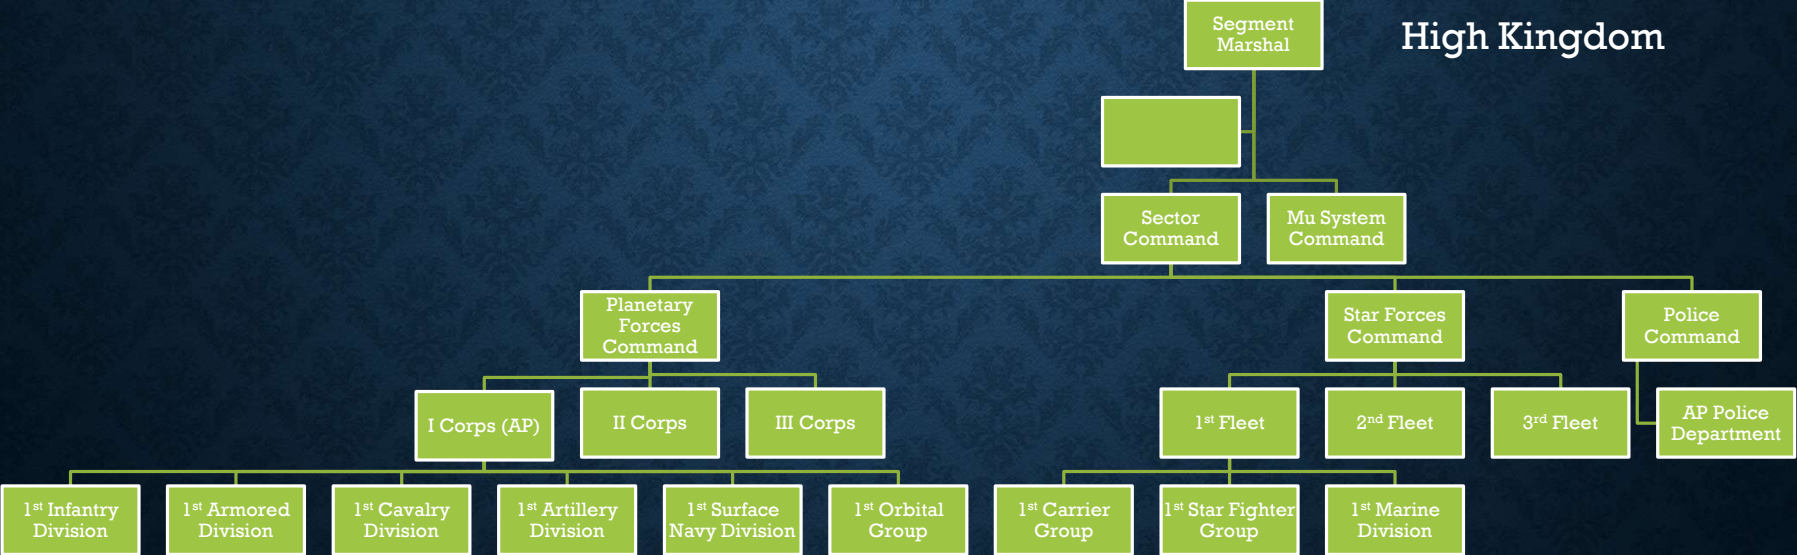 Segment
Marshal
High Kingdom
Sector
Command
Mu System
Command
Planetary
Forces
Command
Star Forces
Command
Police
Command
I Corps (AP)
II Corps
III Corps
1st Fleet
2nd Fleet
3rd Fleet
AP Police
Department
1st Infantry
Division
1st Armored
Division
1st Cavalry
Division
1st Artillery
Division
1st Surface
Navy Division
1st Orbital
Group
1st Carrier
Group
1st Star Fighter
Group
1st Marine
Division